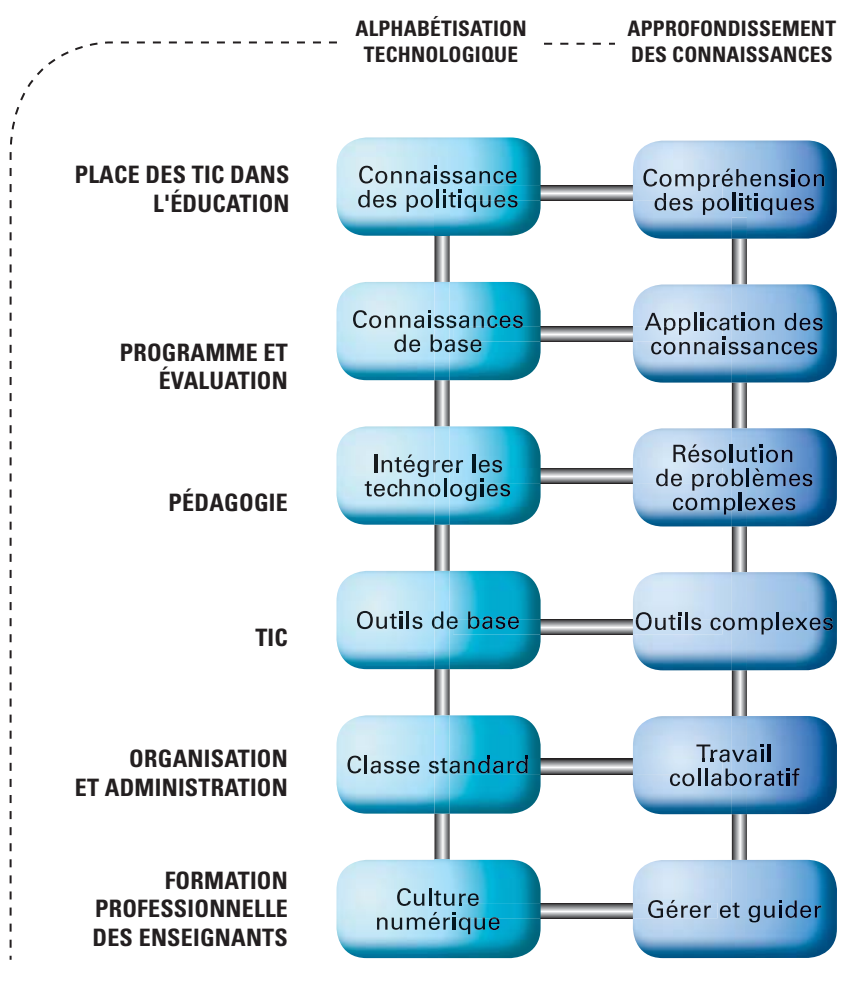 ALPHABÉTISATION
TECHNOLOGIQUE
APPROFONDISSEMENT
DES CONNAISSANCES
PLACE DES TIC DANS
L'ÉDUCATION
Connaissance
des politiques
Compréhension
des politiques
PROGRAMME ET
ÉVALUATION
Connaissances
de base
Application des
connaissances
PÉDAGOGIE
Intégrer les
technologies
Résolution
de problèmes
complexes
TIC
Outils de base
Outils complexes
ORGANISATION
ET ADMINISTRATION
Classe standard
Travail
collaboratif
FORMATION
PROFESSIONNELLE
DES ENSEIGNANTS
Culture
numérique
Gérer et guider